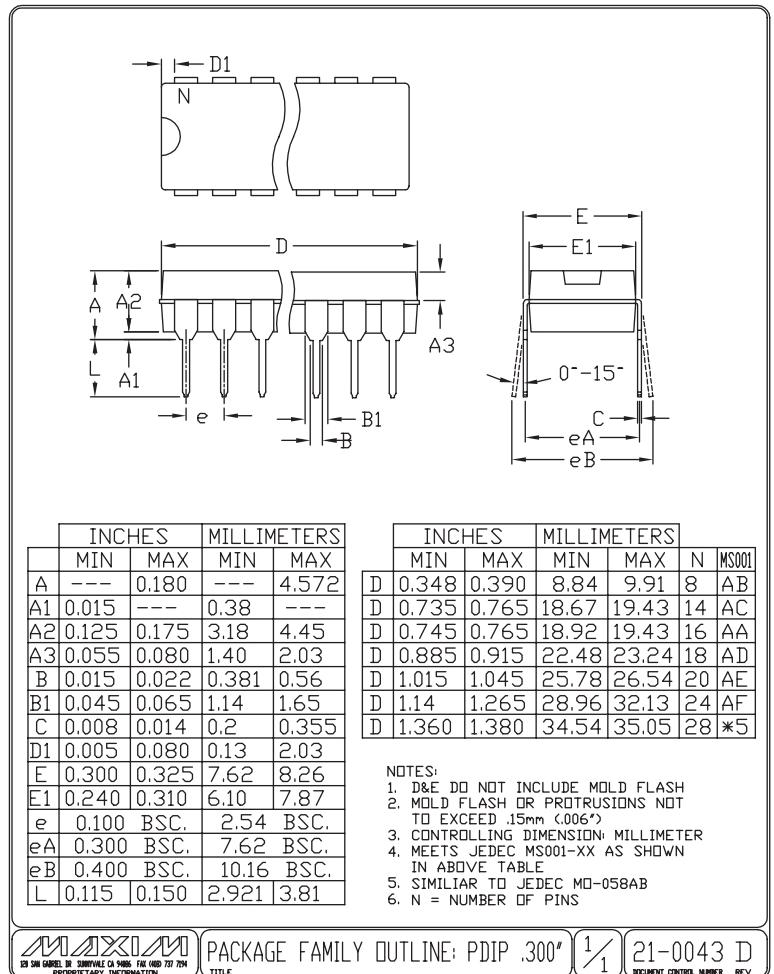 D1
N
E
E1
D
A
A2
A3
L
A1
0°-15°
e
B1
B
C
eA
eB
INCHES MILLIMETERS
MIN MAX MIN MAX
A --- 0.180 --- 4.572
A1 0.015 --- 0.38 ---
A2 0.125 0.175 3.18 4.45
A3 0.055 0.080 1.40 2.03
B 0.015 0.022 0.381 0.56
B1 0.045 0.065 1.14 1.65
C 0.008 0.014 0.2 0.355
D1 0.005 0.080 0.13 2.03
E 0.300 0.325 7.62 8.26
E1 0.240 0.310 6.10 7.87
e 0.100 BSC. 2.54 BSC.
eA 0.300 BSC. 7.62 BSC.
eB 0.400 BSC. 10.16 BSC.
L 0.115 0.150 2.921 3.81
INCHES MILLIMETERS
MIN MAX MIN MAX N MS001
D 0.348 0.390 8.84 9.91 8 AB
D 0.735 0.765 18.67 19.43 14 AC
D 0.745 0.765 18.92 19.43 16 AA
D 0.885 0.915 22.48 23.24 18 AD
D 1.015 1.045 25.78 26.54 20 AE
D 1.14 1.265 28.96 32.13 24 AF
D 1.360 1.380 34.54 35.05 28 *5
NOTES:
1. D&E DO NOT INCLUDE MOLD FLASH
2. MOLD FLASH OR PROTRUSIONS NOT
TO EXCEED .15mm (.006")
3. CONTROLLING DIMENSION: MILLIMETER
4. MEETS JEDEC MS001-XX AS SHOWN
IN ABOVE TABLE
5. SIMILIAR TO JEDEC MO-058AB
6. N = NUMBER OF PINS
MAXIM
120 SAN GABRIEL DR SUNNYVALE CA 94086 FAX (408) 737 7194
PROPRIETARY INFORMATION
PACKAGE FAMILY OUTLINE: PDIP .300"
TITLE
1/1
21-0043 D
DOCUMENT CONTROL NUMBER REV